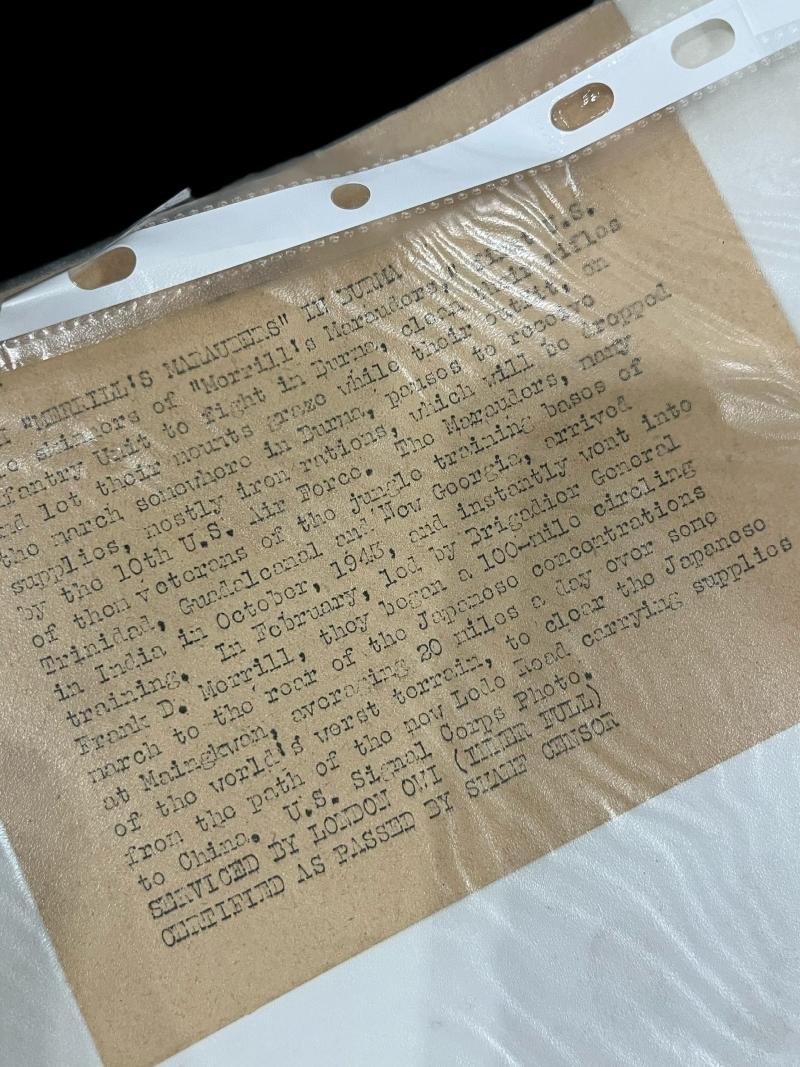 H "MERRILL'S MARAUDERS" IN BURMA
o skinners of "Merrill's Marauders," first U.S.
fantry Unit to fight in Burma, clean their rifles
nd let their mounts graze while their outfit, on
the march somewhere in Burma, pauses to receive
supplies, mostly iron rations, which will be dropped
by the 10th U.S. Air Force. The Marauders, many
of them veterans of the jungle training bases of
Trinidad, Guadalcanal and New Georgia, arrived
in India in October, 1943, and instantly went into
training. In February, led by Brigadier General
Frank D. Merrill, they began a 100-mile circling
march to the rear of the Japanese concentrations
at Maingkwan, averaging 20 miles a day over some
of the world's worst terrain, to clear the Japanese
from the path of the new Ledo Road carrying supplies
to China. U.S. Signal Corps Photo.
SERVICED BY LONDON OWI (INNER FULL)
CERTIFIED AS PASSED BY SHAEF CENSOR